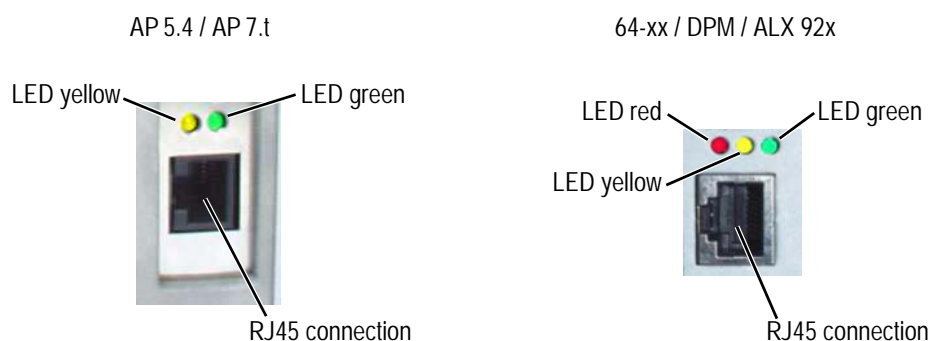 AP 5.4 / AP 7.t
64-xx / DPM / ALX 92x
LED yellow
LED green
LED red
LED green
LED yellow
RJ45 connection
RJ45 connection